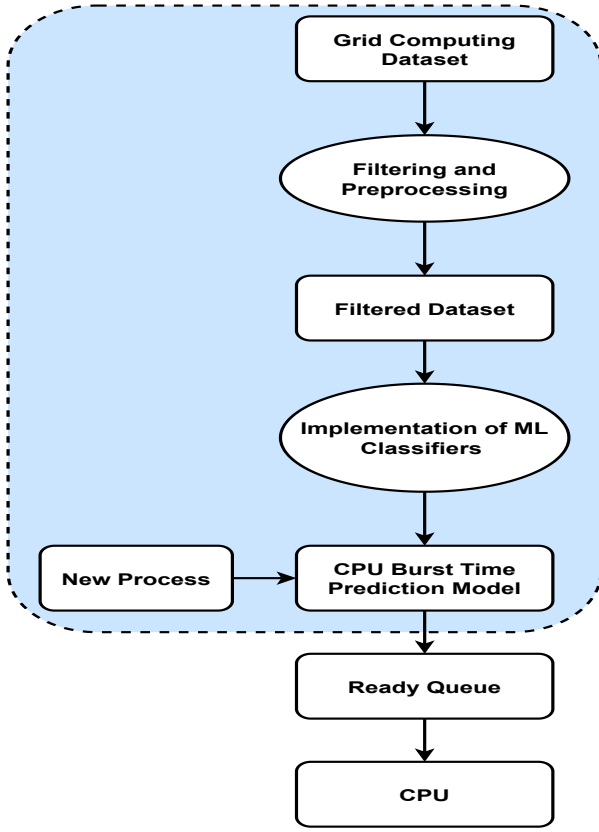 Grid Computing
Dataset
Filtering and
Preprocessing
Filtered Dataset
Implementation of ML
Classifiers
New Process
CPU Burst Time
Prediction Model
Ready Queue
CPU